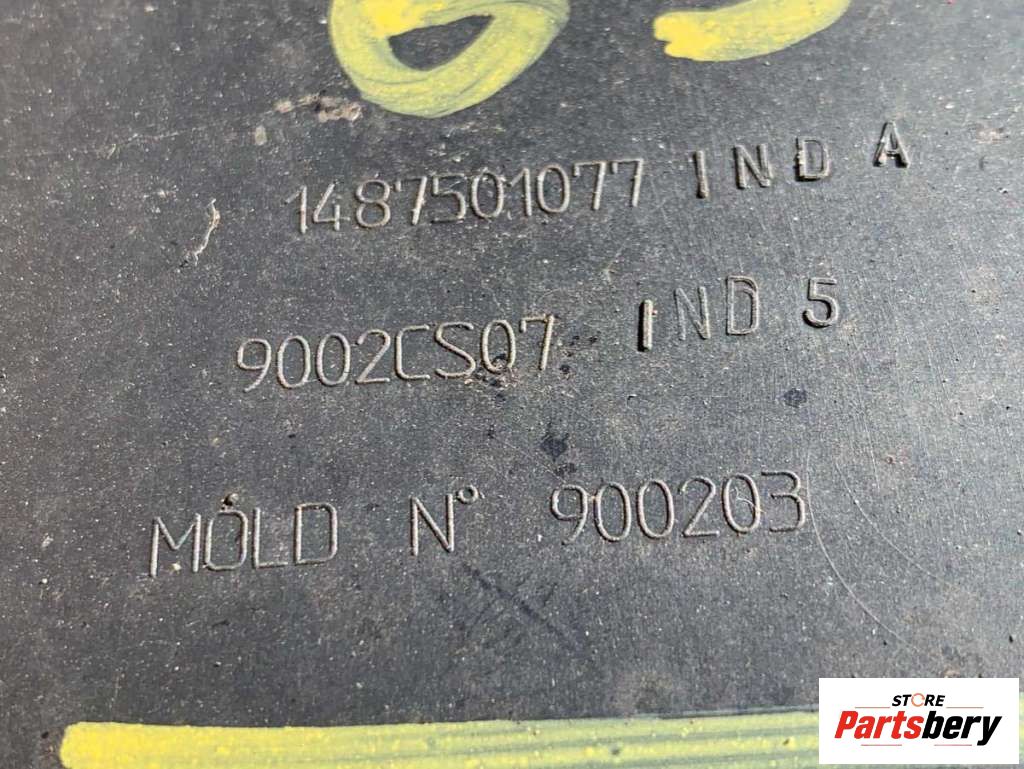 1487501077 IND A
9002CS07 IND 5
MOLD N° 900203
STORE
Partsbery